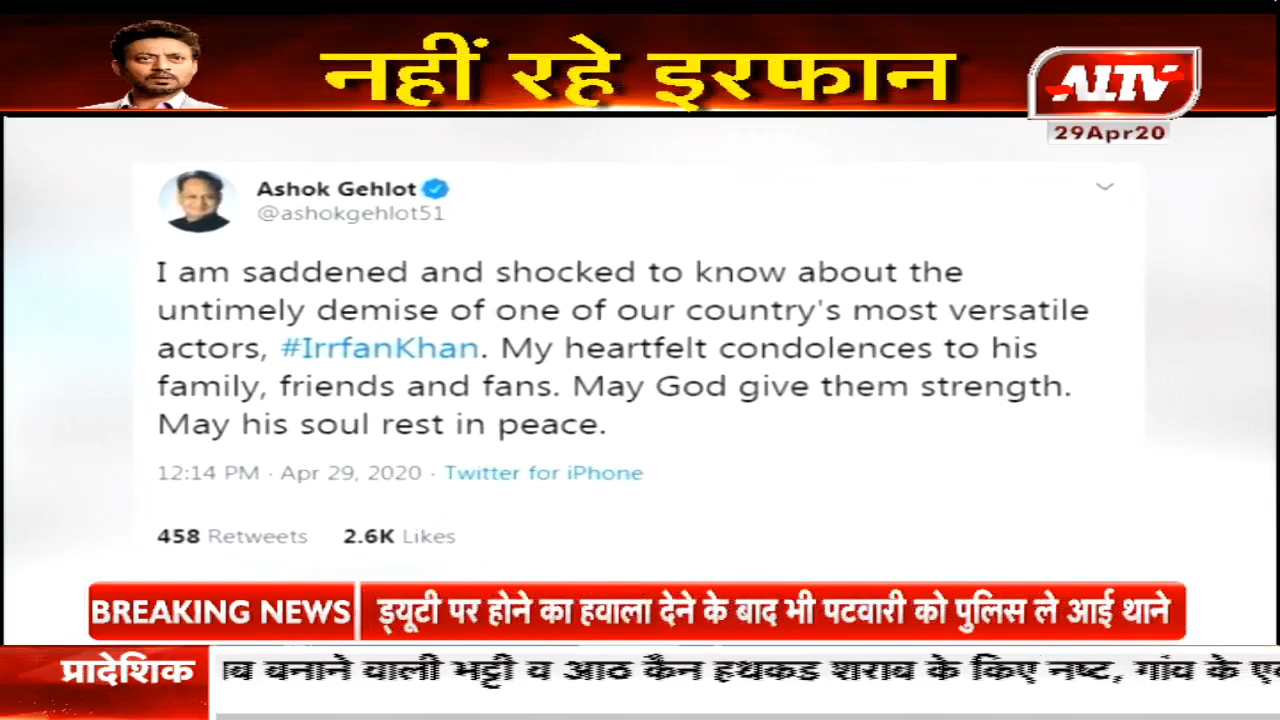 नहीं रहे इरफान
A1TV
29Apr20
Ashok Gehlot
@ashokgehlot51
I am saddened and shocked to know about the
untimely demise of one of our country's most versatile
actors, #IrrfanKhan. My heartfelt condolences to his
family, friends and fans. May God give them strength.
May his soul rest in peace.
12:14 PM · Apr 29, 2020 · Twitter for iPhone
458 Retweets 2.6K Likes
BREAKING NEWS ड्यूटी पर होने का हवाला देने के बाद भी पटवारी को पुलिस ले आई थाने
प्रादेशिक बनाने वाली भट्टी व आठ कैन हथकड शराब के किए नष्ट, गांव के